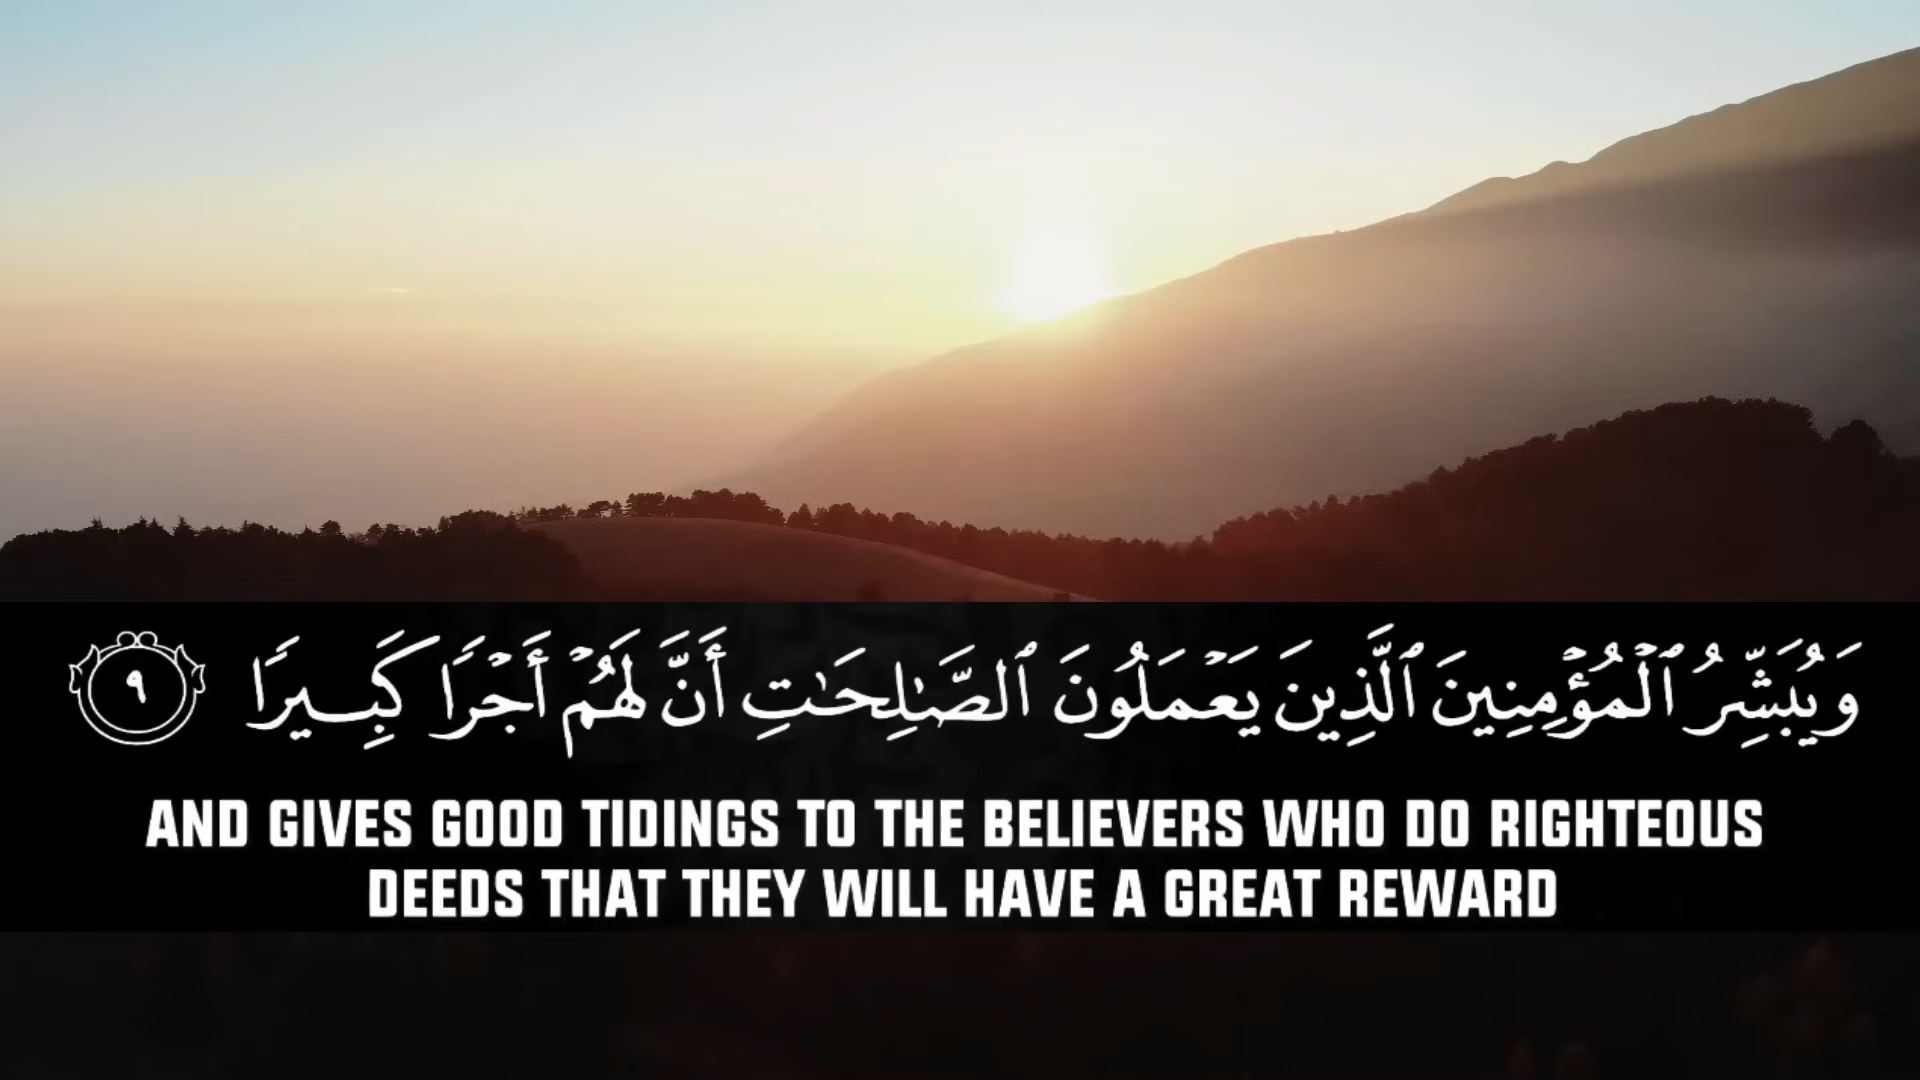 وَيُبَشِّرُ ٱلْمُؤْمِنِينَ ٱلَّذِينَ يَعْمَلُونَ ٱلصَّـٰلِحَـٰتِ أَنَّ لَهُمْ أَجْرًا كَبِيرًا ٩
AND GIVES GOOD TIDINGS TO THE BELIEVERS WHO DO RIGHTEOUS
DEEDS THAT THEY WILL HAVE A GREAT REWARD